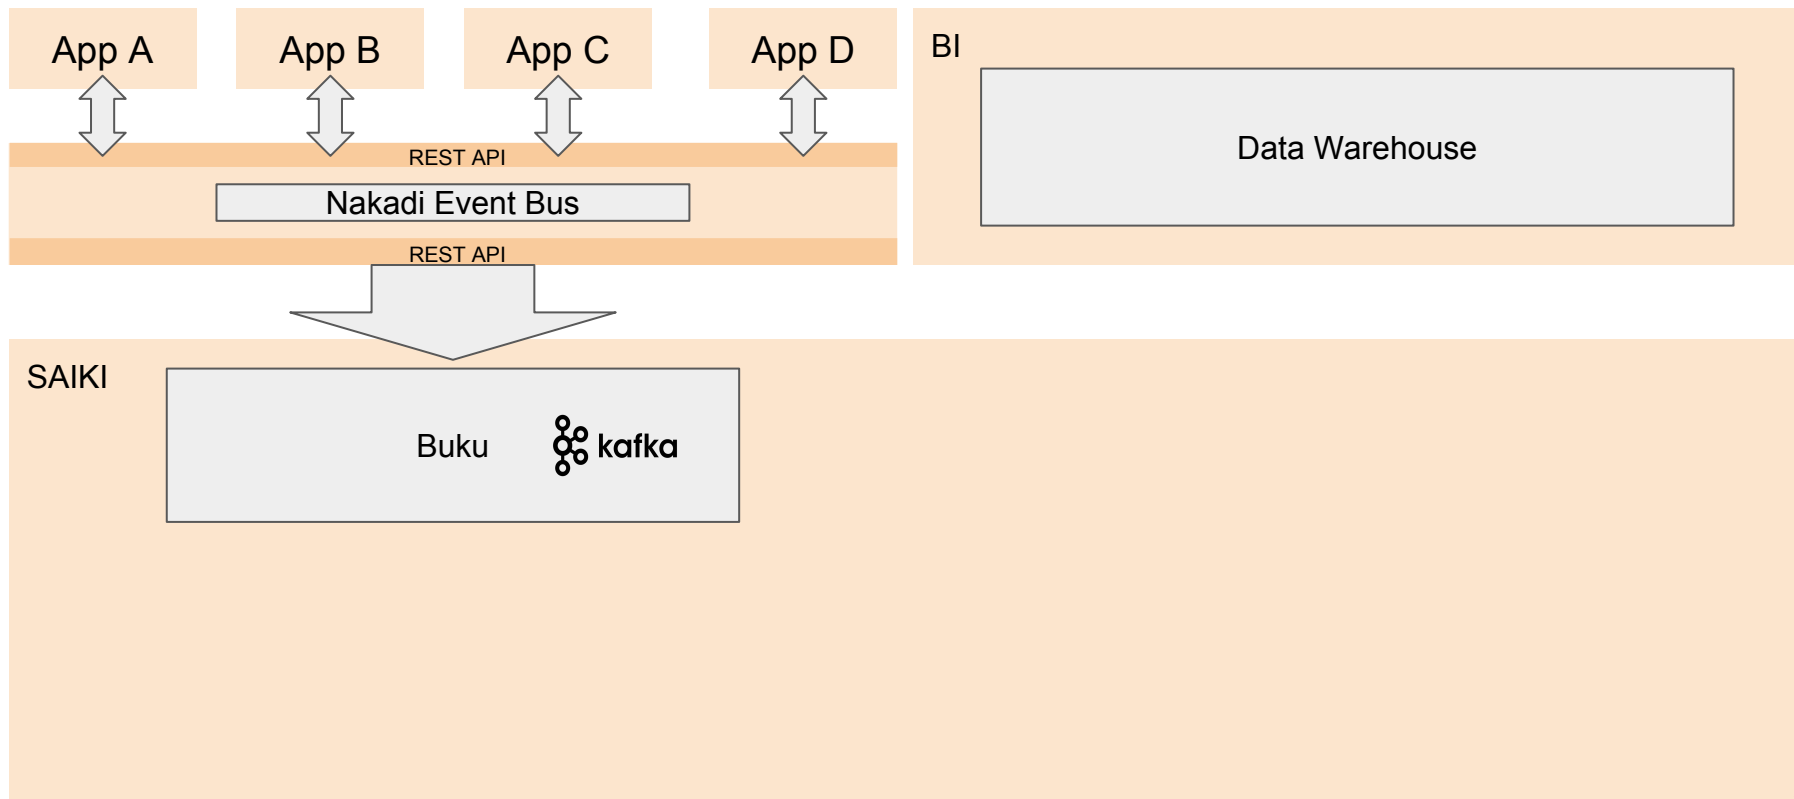 App A
App B
App C
App D
REST API
Nakadi Event Bus
REST API
BI
Data Warehouse
SAIKI
Buku
kafka